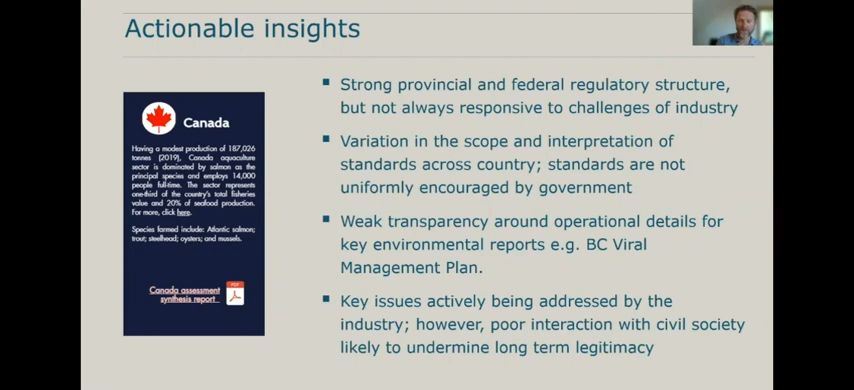 Actionable insights
Canada
Having a modest production of 187,026
tonnes (2019), Canada aquaculture
sector is dominated by salmon as the
principal species and employs 14,000
people full-time. The sector represents
one-third of the country's total fisheries
value and 20% of seafood production.
For more, click here.
Species farmed include: Atlantic salmon;
trout; steelhead; oysters; and mussels.
Canada assessment
synthesis report
PDF
▪ Strong provincial and federal regulatory structure,
but not always responsive to challenges of industry
▪ Variation in the scope and interpretation of
standards across country; standards are not
uniformly encouraged by government
▪ Weak transparency around operational details for
key environmental reports e.g. BC Viral
Management Plan.
▪ Key issues actively being addressed by the
industry; however, poor interaction with civil society
likely to undermine long term legitimacy